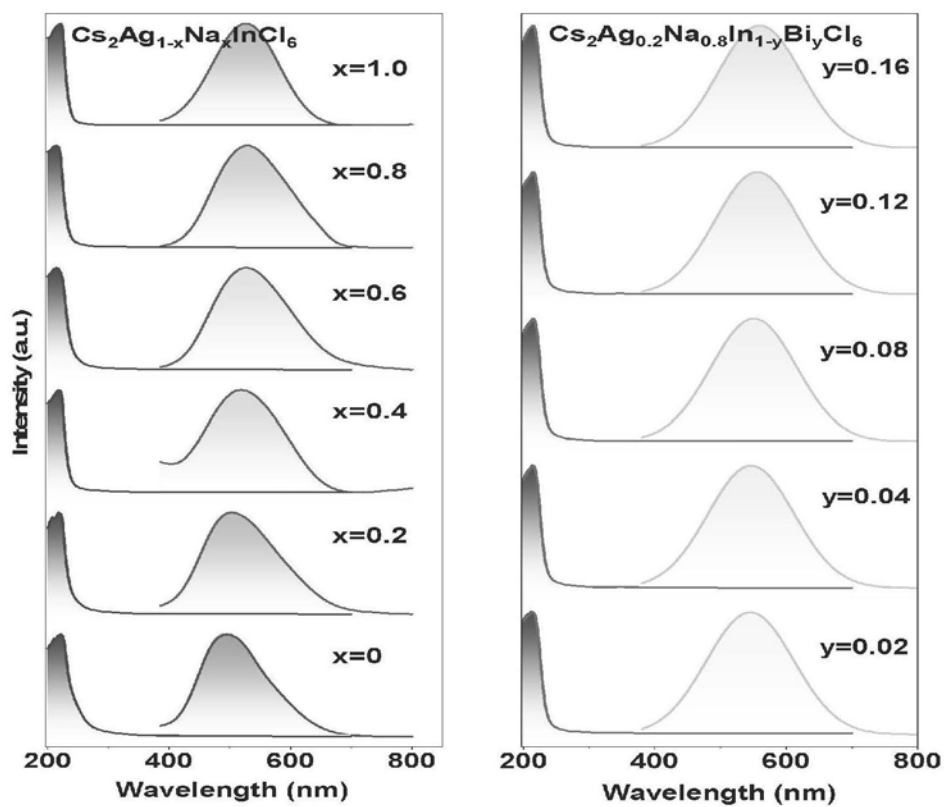 Cs₂Ag₁₋ₓNaₓInCl₆
x=1.0
x=0.8
x=0.6
x=0.4
x=0.2
x=0
Intensity (a.u.)
200 400 600 800
Wavelength (nm)
Cs₂Ag₀.₂Na₀.₈In₁₋yBiyCl₆
y=0.16
y=0.12
y=0.08
y=0.04
y=0.02
200 400 600 800
Wavelength (nm)